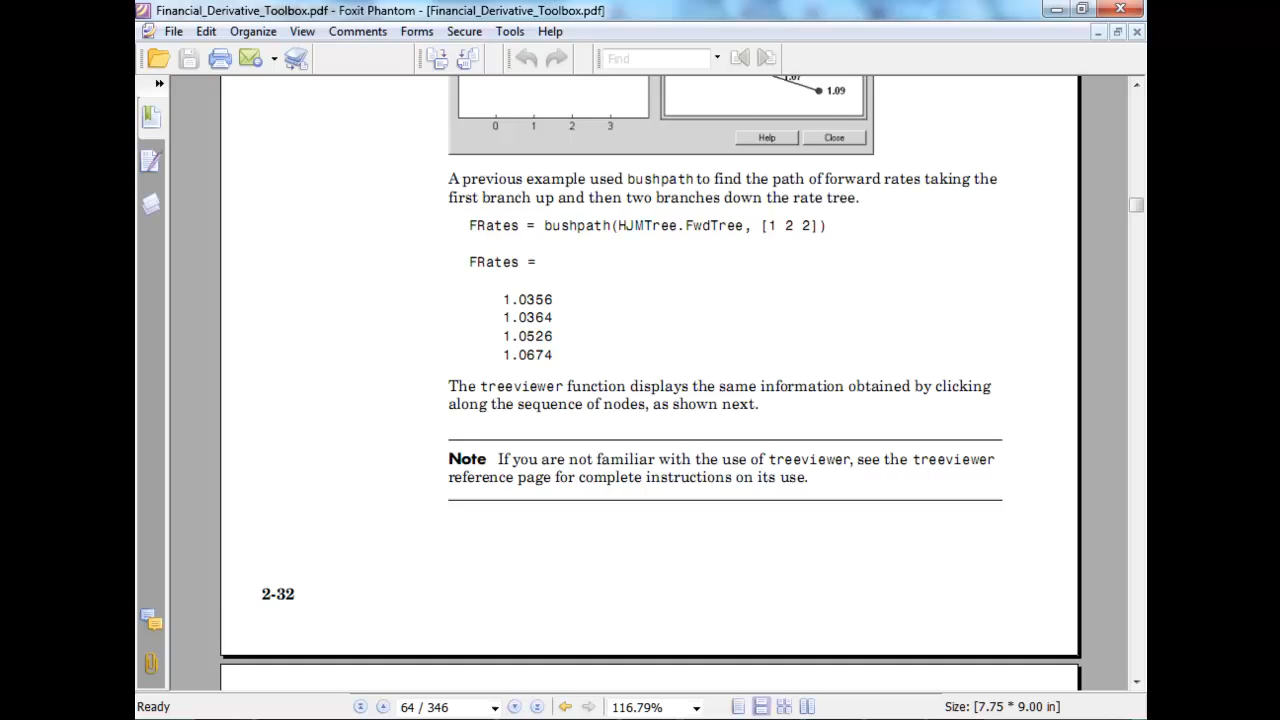 Financial_Derivative_Toolbox.pdf - Foxit Phantom - [Financial_Derivative_Toolbox.pdf]
File Edit Organize View Comments Forms Secure Tools Help
Find
1.09
0 1 2 3
Help Close
A previous example used bushpath to find the path of forward rates taking the
first branch up and then two branches down the rate tree.
FRates = bushpath(HJMTree.FwdTree, [1 2 2])
FRates =
1.0356
1.0364
1.0526
1.0674
The treeviewer function displays the same information obtained by clicking
along the sequence of nodes, as shown next.
Note If you are not familiar with the use of treeviewer, see the treeviewer
reference page for complete instructions on its use.
2-32
Ready 64 / 346 116.79% Size: [7.75 * 9.00 in]